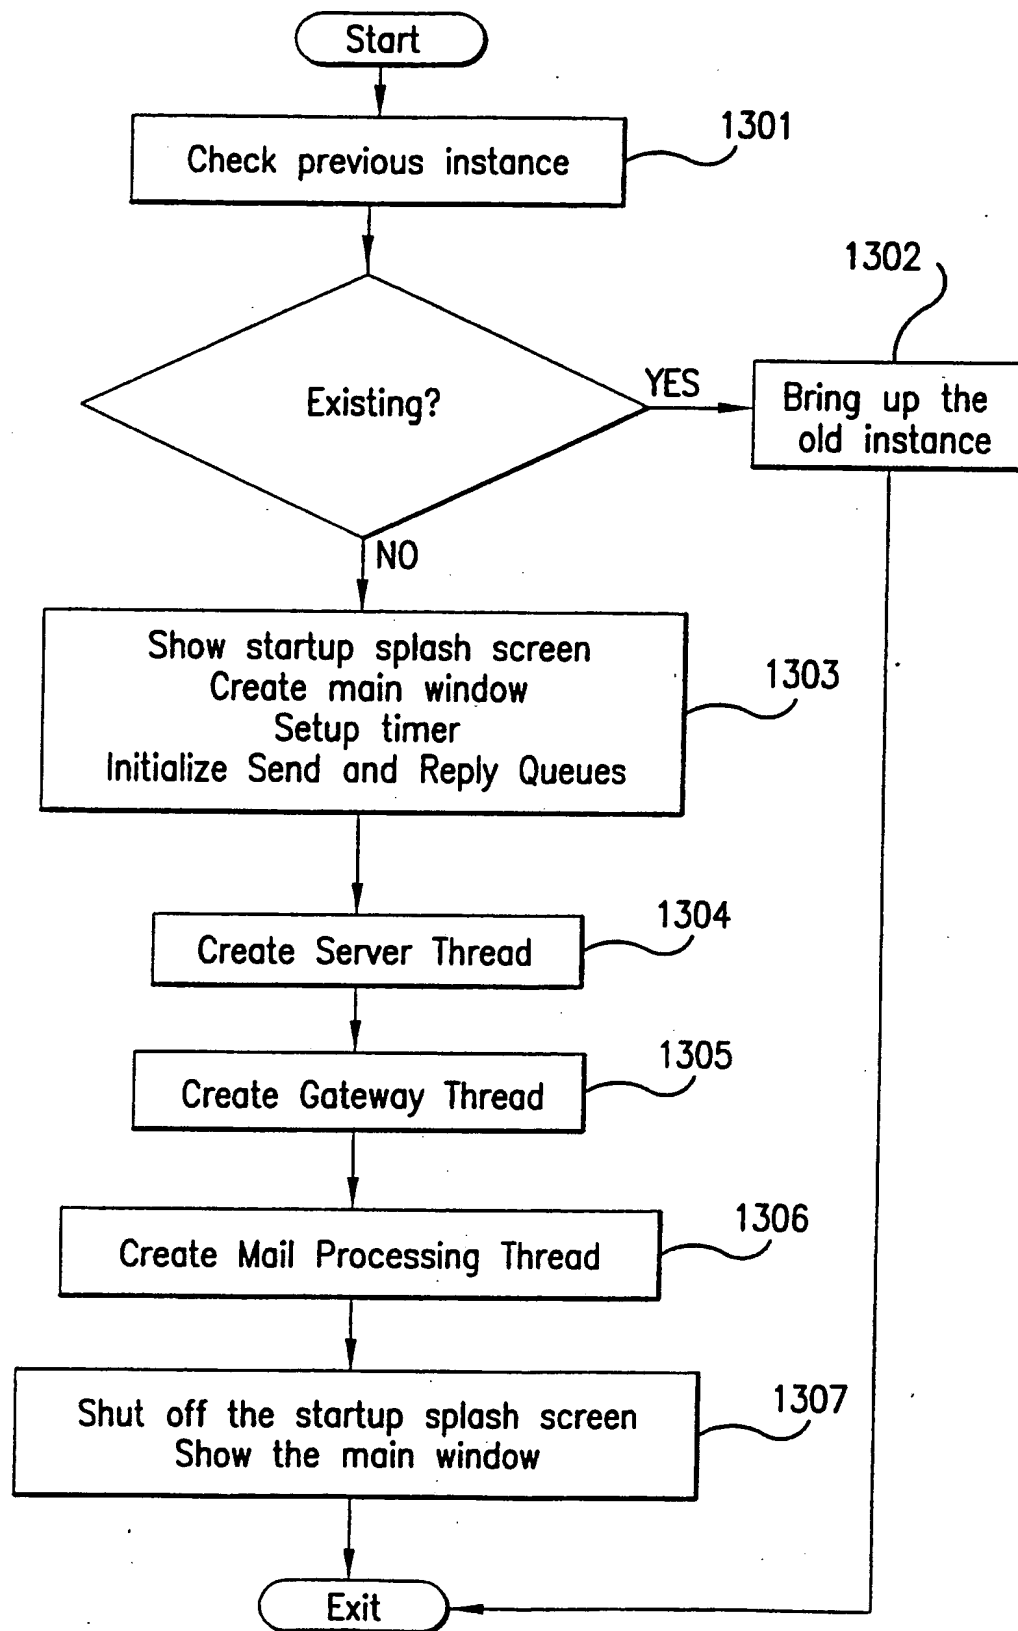 Start
Check previous instance
1301
Existing?
YES
1302
Bring up the
old instance
NO
Show startup splash screen
Create main window
Setup timer
Initialize Send and Reply Queues
1303
Create Server Thread
1304
Create Gateway Thread
1305
Create Mail Processing Thread
1306
Shut off the startup splash screen
Show the main window
1307
Exit